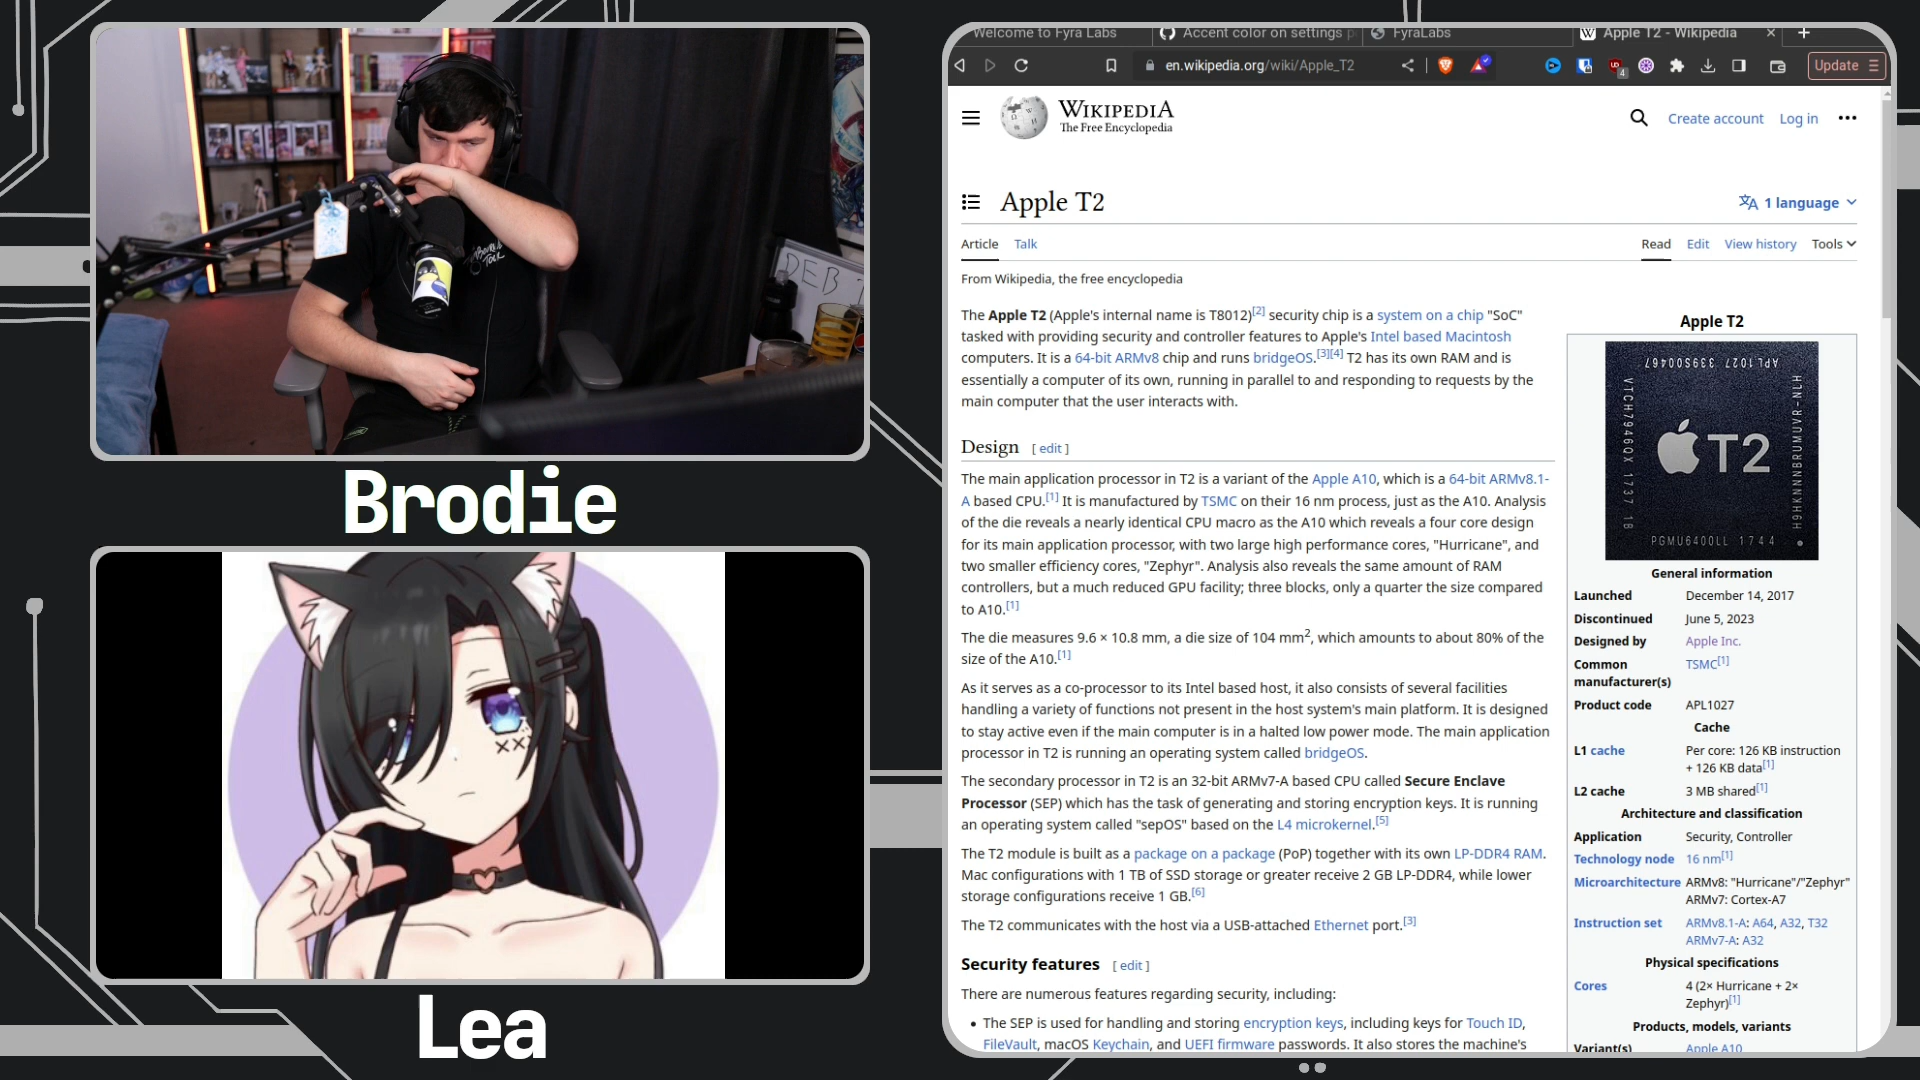 Brodie
Lea
DEB
Welcome to Fyra Labs
Accent color on settings p
FyraLabs
Apple T2 - Wikipedia
en.wikipedia.org/wiki/Apple_T2
4
Update
WIKIPEDIA
The Free Encyclopedia
Create account
Log in
Apple T2
1 language
Article
Talk
Read
Edit
View history
Tools
From Wikipedia, the free encyclopedia
The Apple T2 (Apple's internal name is T8012)[2] security chip is a system on a chip "SoC"
tasked with providing security and controller features to Apple's Intel based Macintosh
computers. It is a 64-bit ARMv8 chip and runs bridgeOS.[3][4] T2 has its own RAM and is
essentially a computer of its own, running in parallel to and responding to requests by the
main computer that the user interacts with.
Design [ edit ]
The main application processor in T2 is a variant of the Apple A10, which is a 64-bit ARMv8.1-
A based CPU.[1] It is manufactured by TSMC on their 16 nm process, just as the A10. Analysis
of the die reveals a nearly identical CPU macro as the A10 which reveals a four core design
for its main application processor, with two large high performance cores, "Hurricane", and
two smaller efficiency cores, "Zephyr". Analysis also reveals the same amount of RAM
controllers, but a much reduced GPU facility; three blocks, only a quarter the size compared
to A10.[1]
The die measures 9.6 × 10.8 mm, a die size of 104 mm2, which amounts to about 80% of the
size of the A10.[1]
As it serves as a co-processor to its Intel based host, it also consists of several facilities
handling a variety of functions not present in the host system's main platform. It is designed
to stay active even if the main computer is in a halted low power mode. The main application
processor in T2 is running an operating system called bridgeOS.
The secondary processor in T2 is an 32-bit ARMv7-A based CPU called Secure Enclave
Processor (SEP) which has the task of generating and storing encryption keys. It is running
an operating system called "sepOS" based on the L4 microkernel.[5]
The T2 module is built as a package on a package (PoP) together with its own LP-DDR4 RAM.
Mac configurations with 1 TB of SSD storage or greater receive 2 GB LP-DDR4, while lower
storage configurations receive 1 GB.[6]
The T2 communicates with the host via a USB-attached Ethernet port.[3]
Security features [ edit ]
There are numerous features regarding security, including:
• The SEP is used for handling and storing encryption keys, including keys for Touch ID,
FileVault, macOS Keychain, and UEFI firmware passwords. It also stores the machine's
Apple T2
APL1027 339S00467
T2
PGMU6400LL 1744
General information
Launched December 14, 2017
Discontinued June 5, 2023
Designed by Apple Inc.
Common manufacturer(s) TSMC[1]
Product code APL1027
Cache
L1 cache Per core: 126 KB instruction
+ 126 KB data[1]
L2 cache 3 MB shared[1]
Architecture and classification
Application Security, Controller
Technology node 16 nm[1]
Microarchitecture ARMv8: "Hurricane"/"Zephyr"
ARMv7: Cortex-A7
Instruction set ARMv8.1-A: A64, A32, T32
ARMv7-A: A32
Physical specifications
Cores 4 (2× Hurricane + 2×
Zephyr)[1]
Products, models, variants
Variant(s) Apple A10